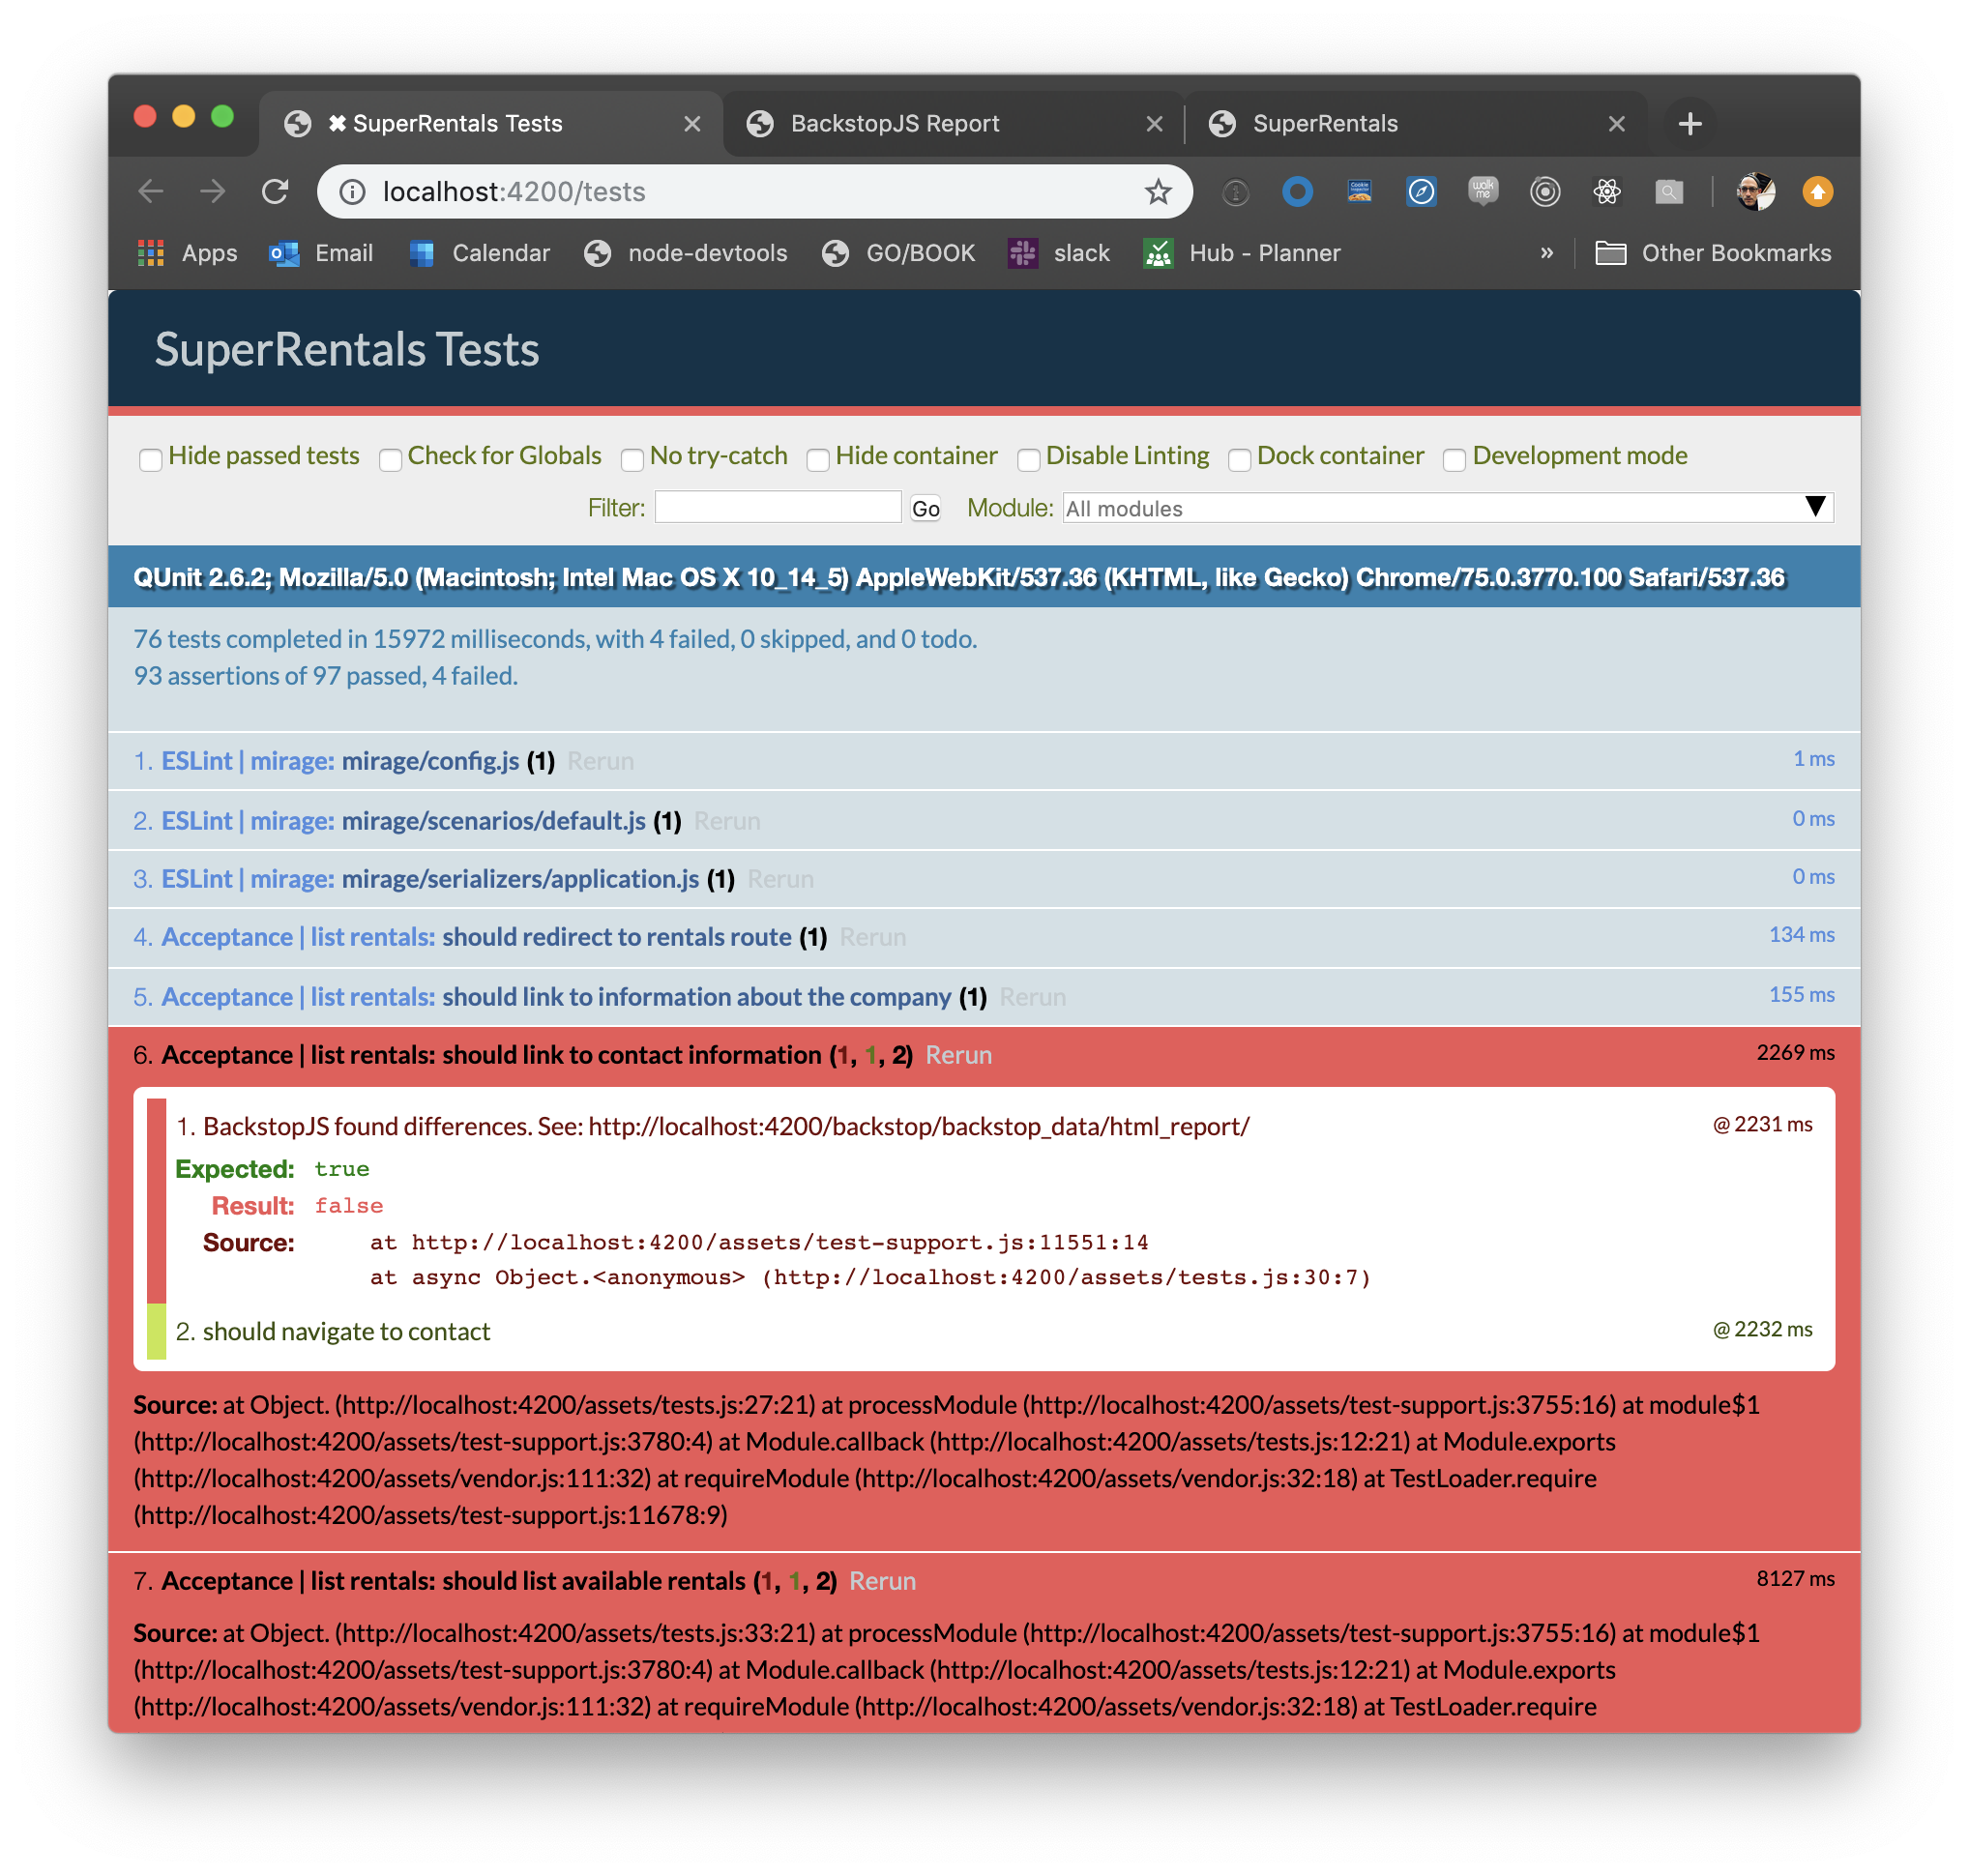 ✖ SuperRentals Tests
BackstopJS Report
SuperRentals
localhost:4200/tests
Apps Email Calendar node-devtools GO/BOOK slack Hub - Planner » Other Bookmarks
SuperRentals Tests
Hide passed tests Check for Globals No try-catch Hide container Disable Linting Dock container Development mode
Filter: Go Module: All modules ▼
QUnit 2.6.2; Mozilla/5.0 (Macintosh; Intel Mac OS X 10_14_5) AppleWebKit/537.36 (KHTML, like Gecko) Chrome/75.0.3770.100 Safari/537.36
76 tests completed in 15972 milliseconds, with 4 failed, 0 skipped, and 0 todo.
93 assertions of 97 passed, 4 failed.
1. ESLint | mirage: mirage/config.js (1) Rerun 1 ms
2. ESLint | mirage: mirage/scenarios/default.js (1) Rerun 0 ms
3. ESLint | mirage: mirage/serializers/application.js (1) Rerun 0 ms
4. Acceptance | list rentals: should redirect to rentals route (1) Rerun 134 ms
5. Acceptance | list rentals: should link to information about the company (1) Rerun 155 ms
6. Acceptance | list rentals: should link to contact information (1, 1, 2) Rerun 2269 ms
1. BackstopJS found differences. See: http://localhost:4200/backstop/backstop_data/html_report/ @ 2231 ms
Expected: true
Result: false
Source: at http://localhost:4200/assets/test-support.js:11551:14
at async Object.<anonymous> (http://localhost:4200/assets/tests.js:30:7)
2. should navigate to contact @ 2232 ms
Source: at Object. (http://localhost:4200/assets/tests.js:27:21) at processModule (http://localhost:4200/assets/test-support.js:3755:16) at module$1
(http://localhost:4200/assets/test-support.js:3780:4) at Module.callback (http://localhost:4200/assets/tests.js:12:21) at Module.exports
(http://localhost:4200/assets/vendor.js:111:32) at requireModule (http://localhost:4200/assets/vendor.js:32:18) at TestLoader.require
(http://localhost:4200/assets/test-support.js:11678:9)
7. Acceptance | list rentals: should list available rentals (1, 1, 2) Rerun 8127 ms
Source: at Object. (http://localhost:4200/assets/tests.js:33:21) at processModule (http://localhost:4200/assets/test-support.js:3755:16) at module$1
(http://localhost:4200/assets/test-support.js:3780:4) at Module.callback (http://localhost:4200/assets/tests.js:12:21) at Module.exports
(http://localhost:4200/assets/vendor.js:111:32) at requireModule (http://localhost:4200/assets/vendor.js:32:18) at TestLoader.require